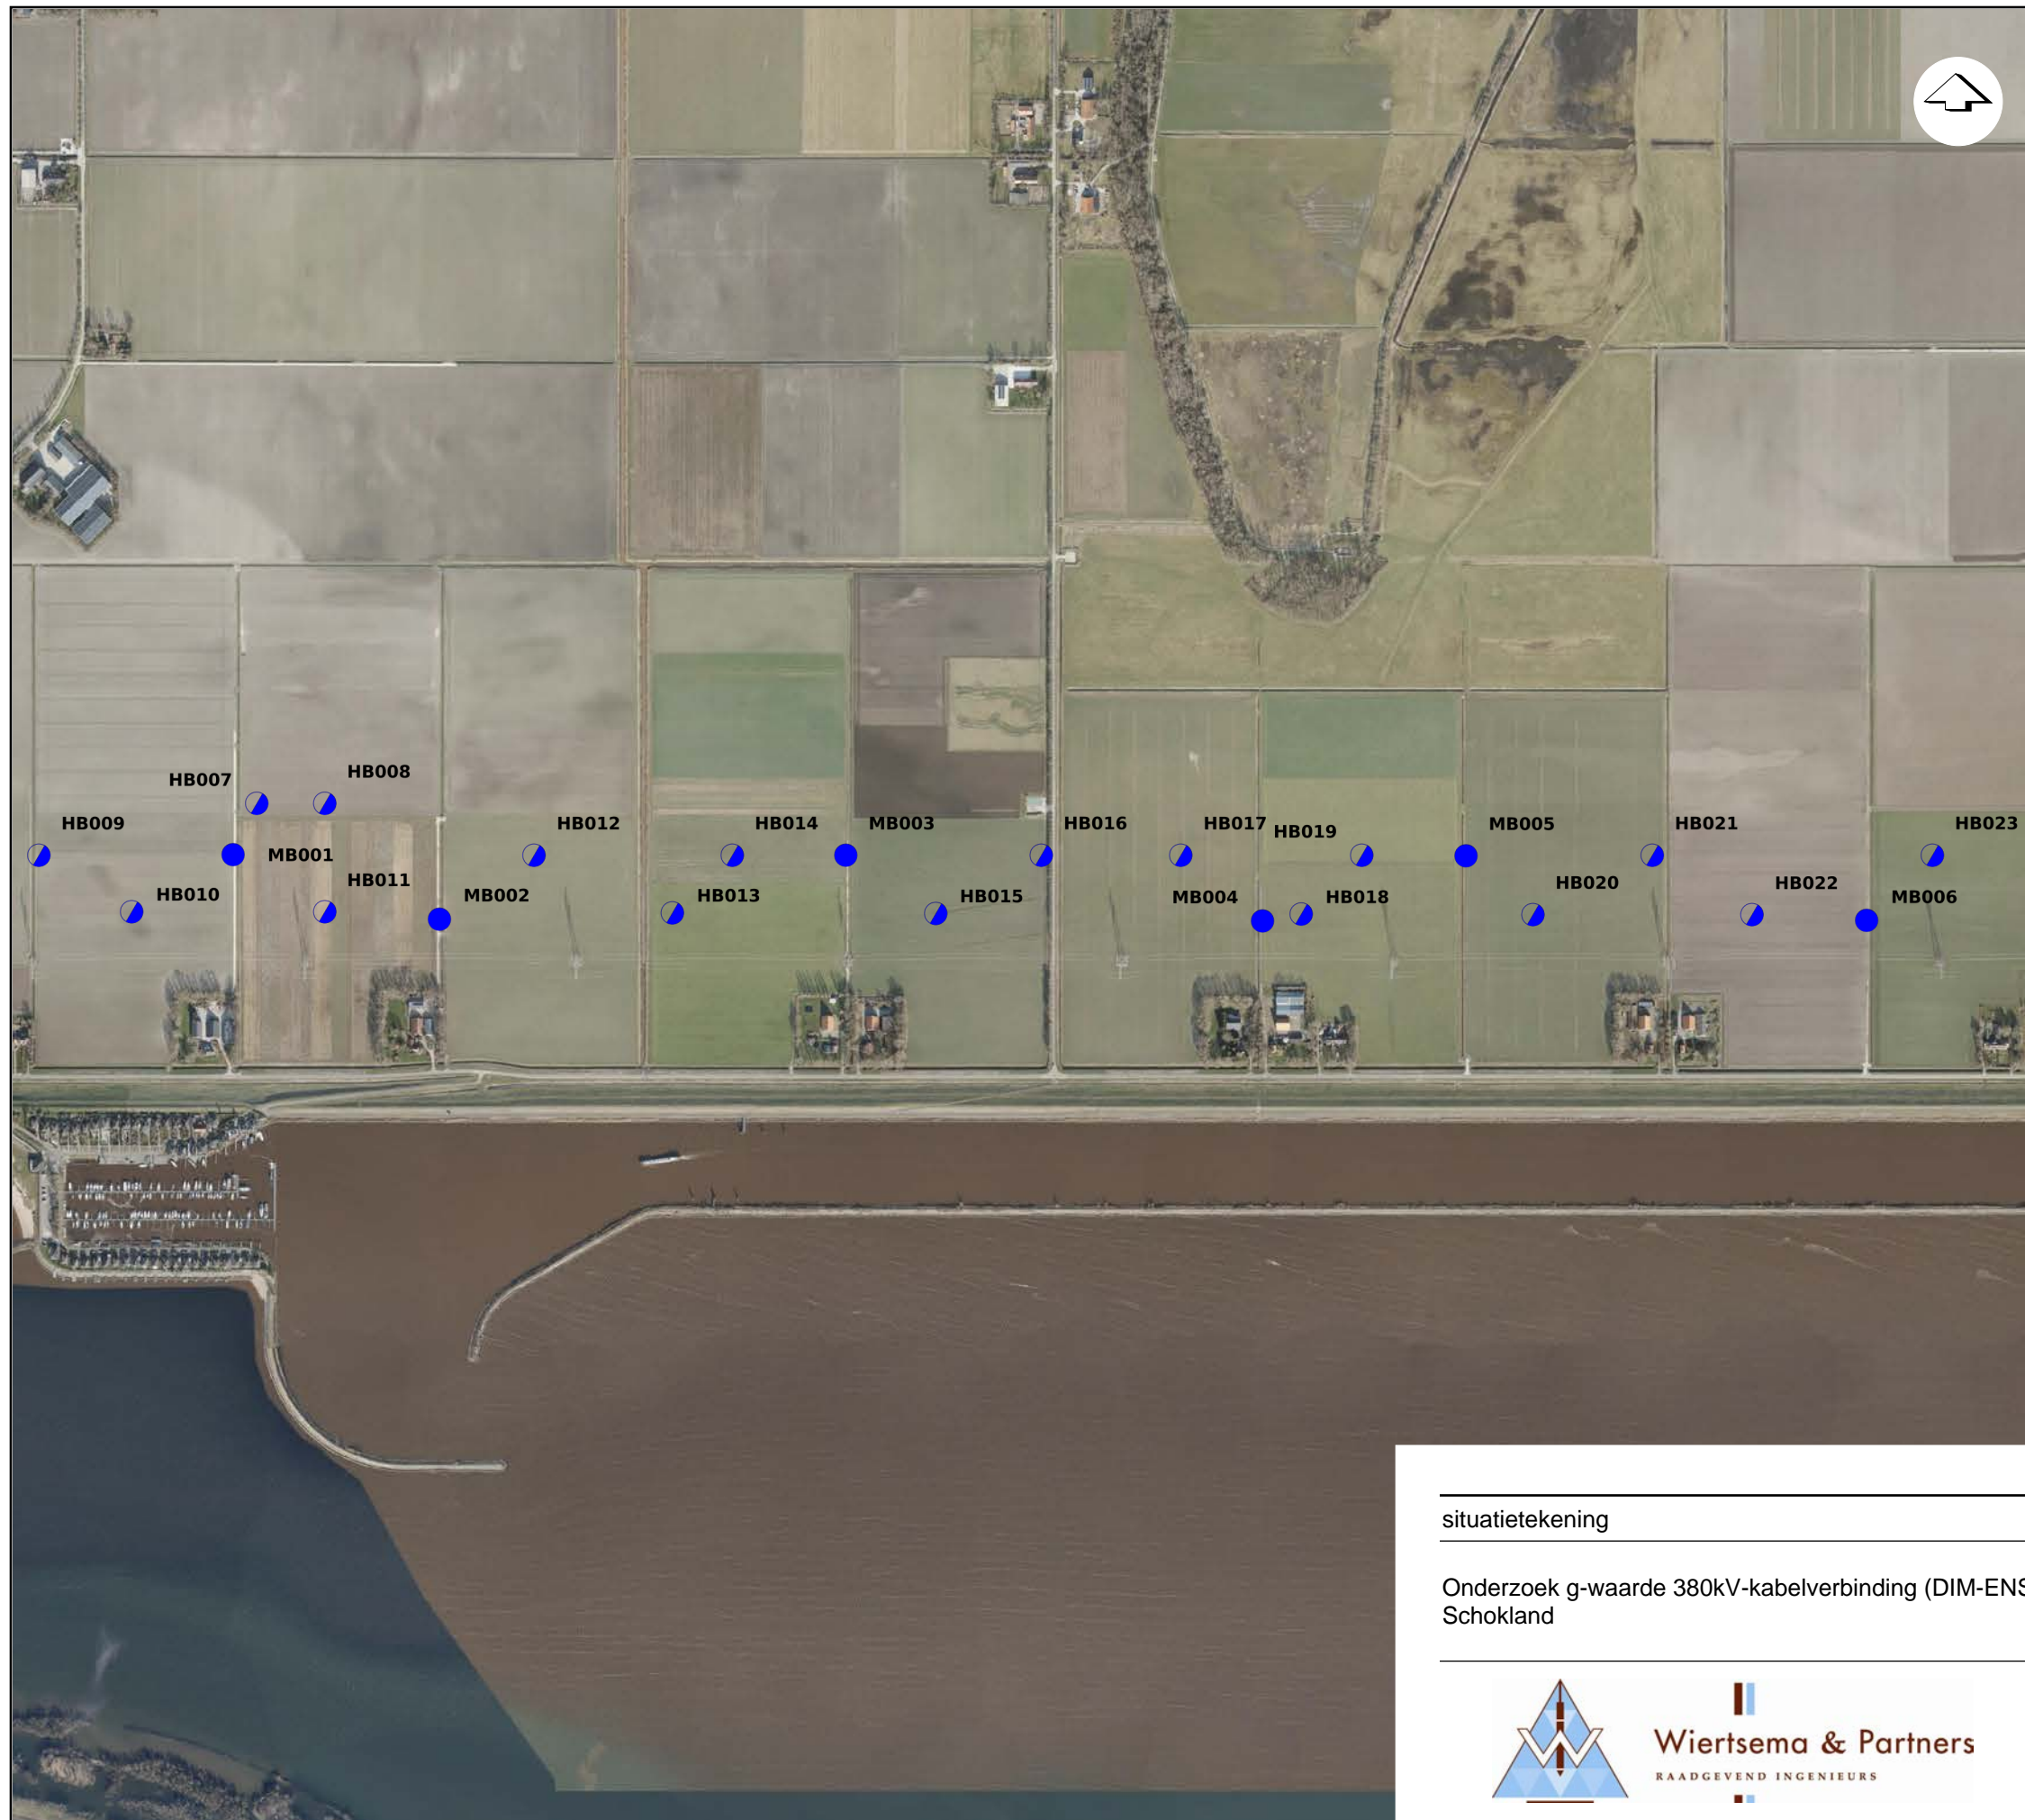 HB007
HB008
HB009
HB012
HB014
MB003
HB016
HB017
HB019
MB005
HB021
HB023
MB001
HB010
HB011
MB002
HB013
HB015
MB004
HB018
HB020
HB022
MB006
situatietekening
Onderzoek g-waarde 380kV-kabelverbinding (DIM-ENS
Schokland
Wiertsema & Partners
RAADGEVEND INGENIEURS